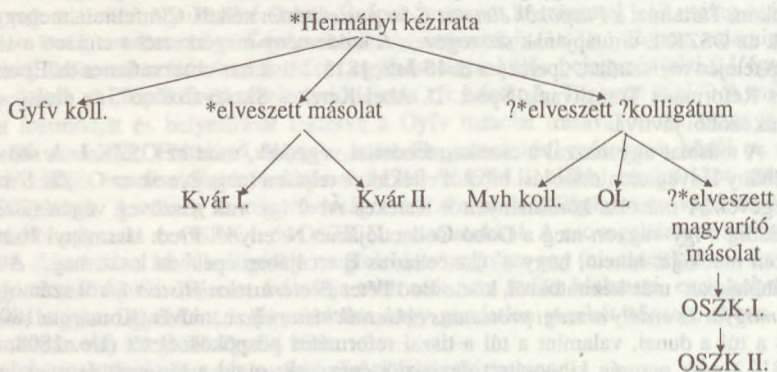 *Hermányi kézirata
Gyfv koll.
*elveszett másolat
?*elveszett ?kolligátum
Kvár I.
Kvár II.
Mvh koll.
OL
?*elveszett
magyarító
másolat
OSZK I.
OSZK II.